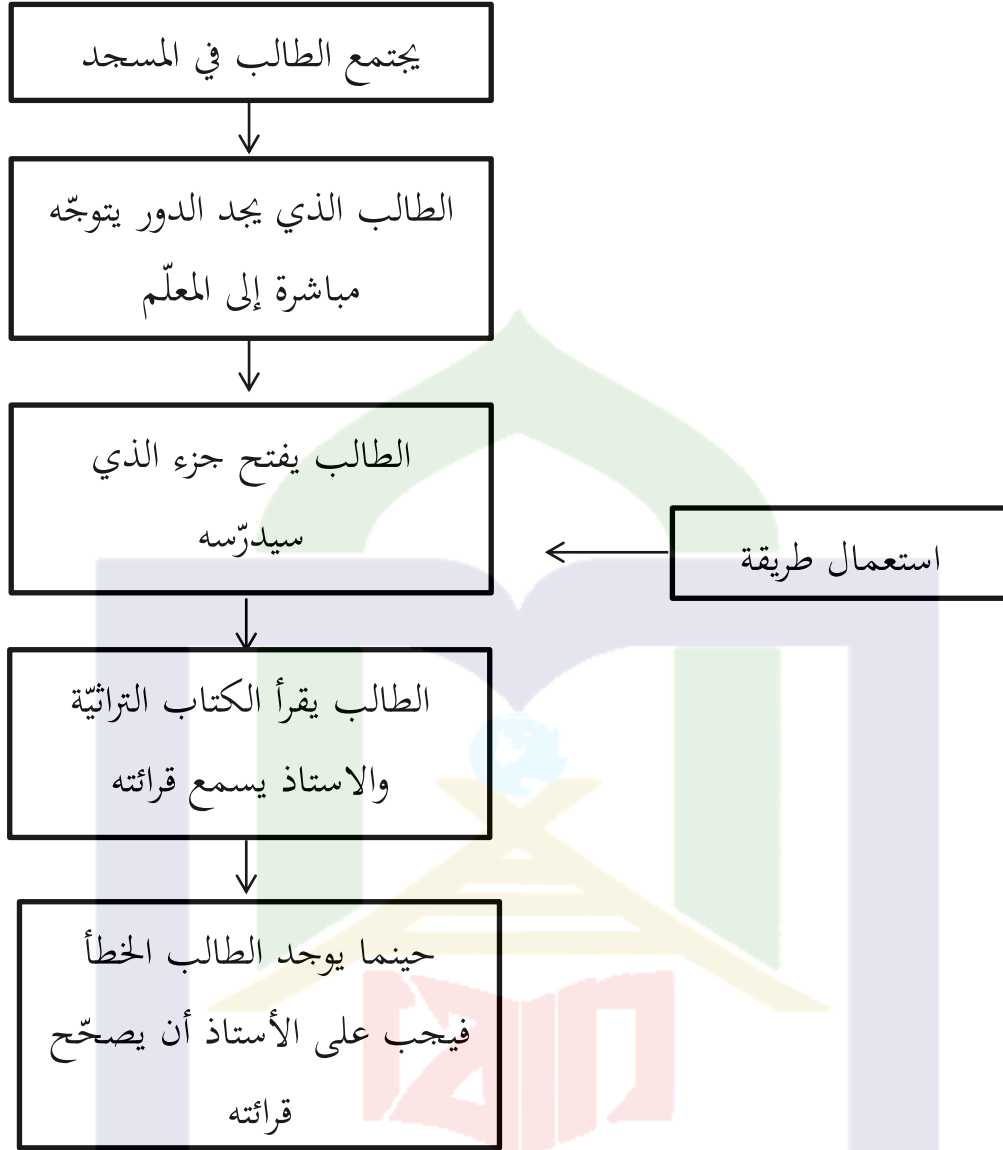 يجتمع الطالب في المسجد
الطالب الذي يجد الدور يتوجّه
مباشرة إلى المعلّم
الطالب يفتح جزء الذي
سيدرّسه
استعمال طريقة
الطالب يقرأ الكتاب التراثيّة
والاستاذ يسمع قرائته
حينما يوجد الطالب الخطأ
فيجب على الأستاذ أن يصحّح
قرائته